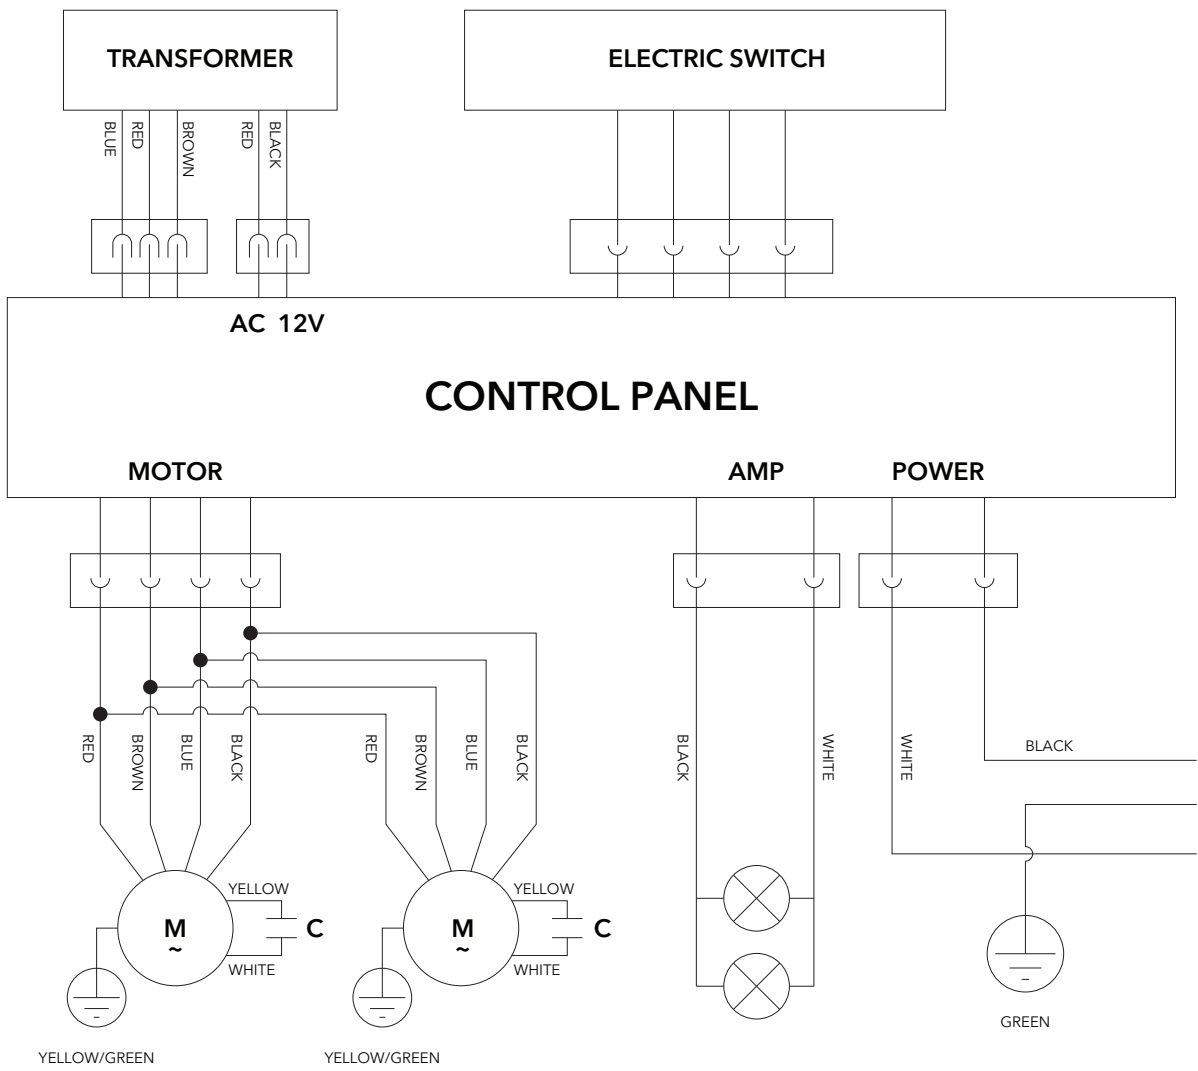 TRANSFORMER
ELECTRIC SWITCH
BLUE
RED
BROWN
RED
BLACK
AC 12V
CONTROL PANEL
MOTOR
AMP
POWER
RED
BROWN
BLUE
BLACK
RED
BROWN
BLUE
BLACK
BLACK
WHITE
WHITE
BLACK
YELLOW
M
~
C
WHITE
YELLOW
M
~
C
WHITE
GREEN
YELLOW/GREEN
YELLOW/GREEN